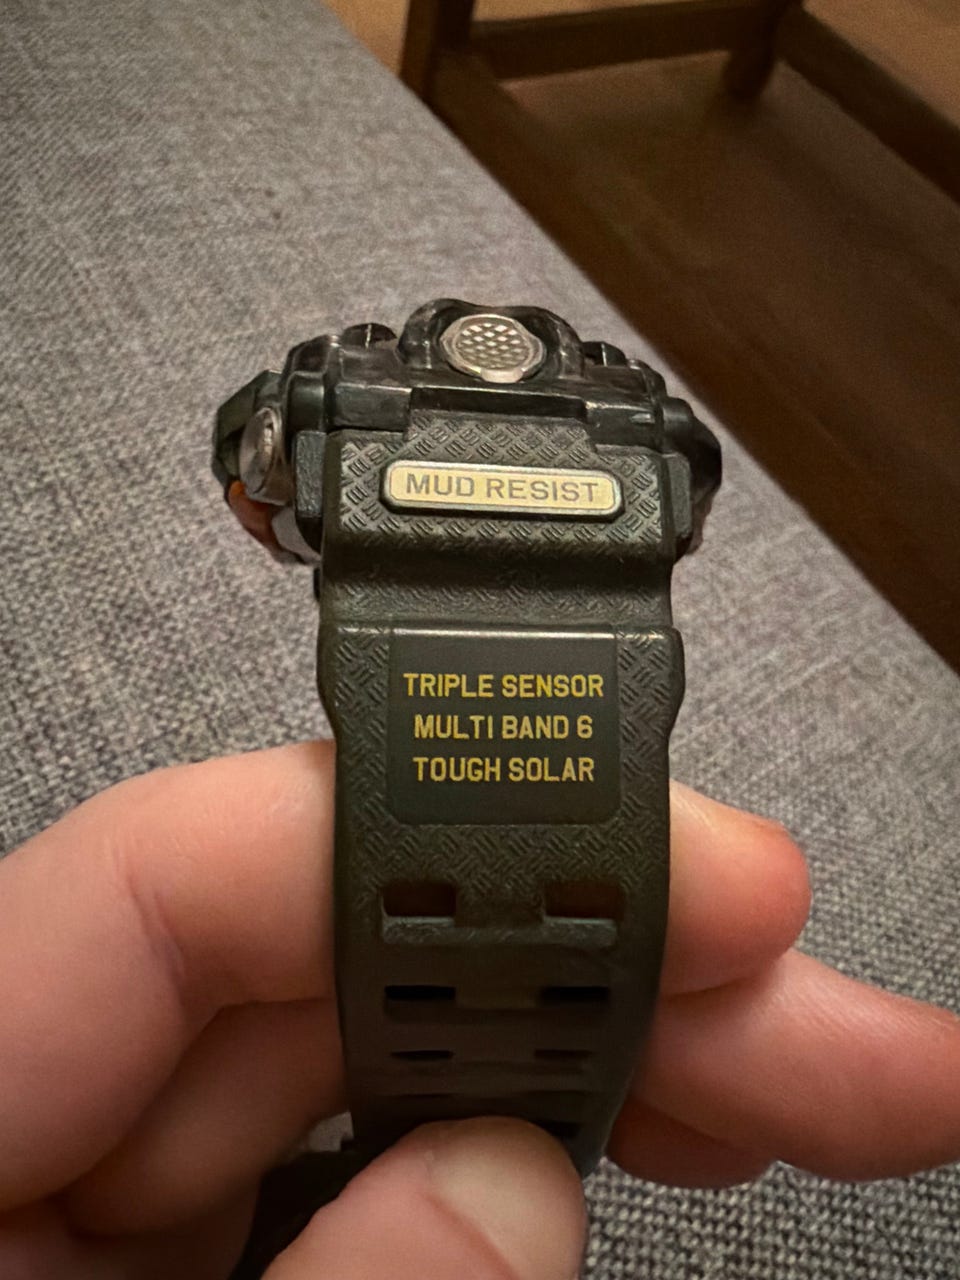 MUD RESIST
TRIPLE SENSOR
MULTI BAND 6
TOUGH SOLAR